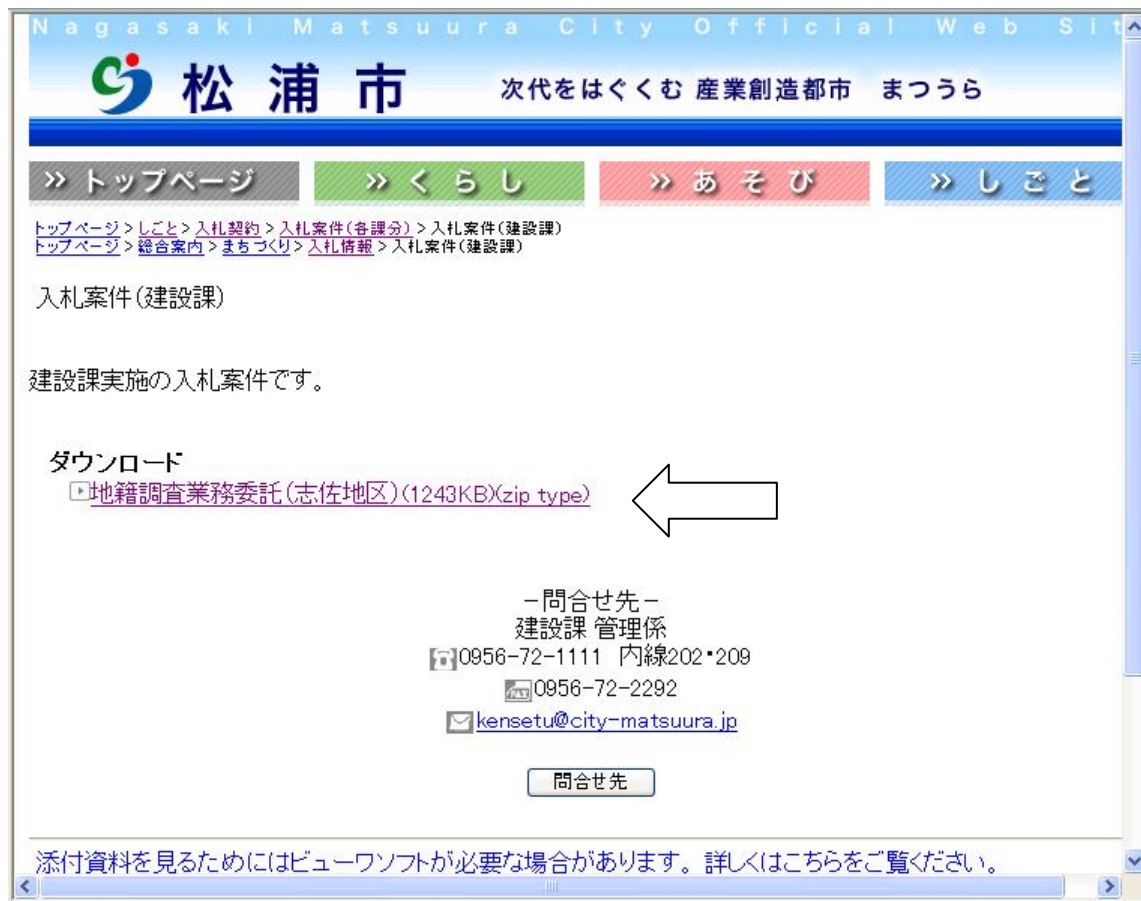 Nagasaki Matsuura City Official Web Sit
松浦市 次代をはぐくむ 産業創造都市 まつうら
» トップページ » くらし » あそび » しごと
トップページ > しごと > 入札契約 > 入札案件(各課分) > 入札案件(建設課)
トップページ > 総合案内 > まちづくり > 入札情報 > 入札案件(建設課)
入札案件(建設課)
建設課実施の入札案件です。
ダウンロード
地籍調査業務委託(志佐地区)(1243KB)(zip type)
－問合せ先－
建設課 管理係
0956-72-1111 内線202・209
FAX 0956-72-2292
kensetu@city-matsuura.jp
問合せ先
添付資料を見るためにはビューワソフトが必要な場合があります。詳しくはこちらをご覧ください。